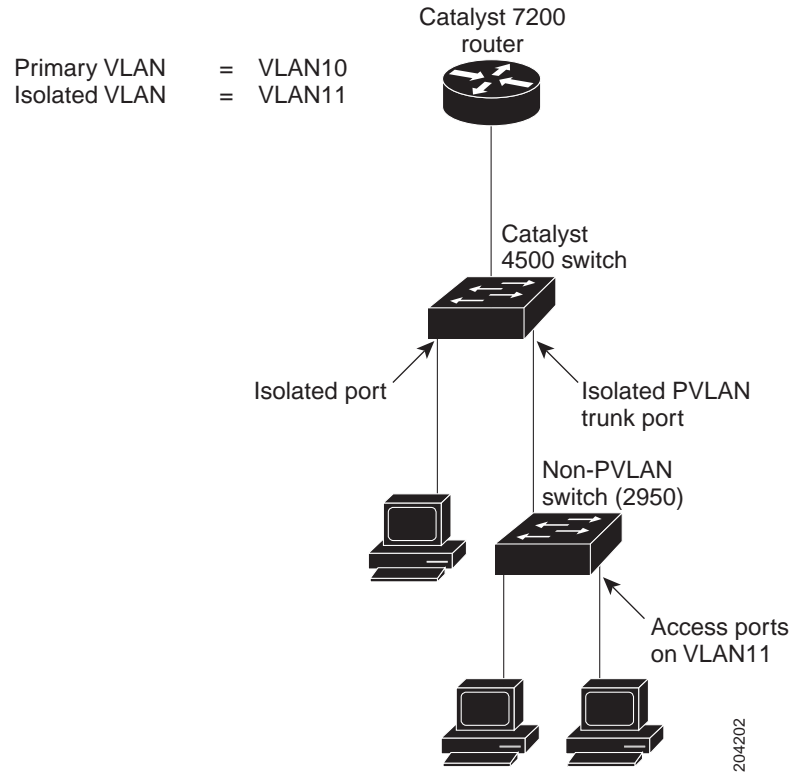 Catalyst 7200
router
Primary VLAN = VLAN10
Isolated VLAN = VLAN11
Catalyst
4500 switch
Isolated port
Isolated PVLAN
trunk port
Non-PVLAN
switch (2950)
Access ports
on VLAN11
204202